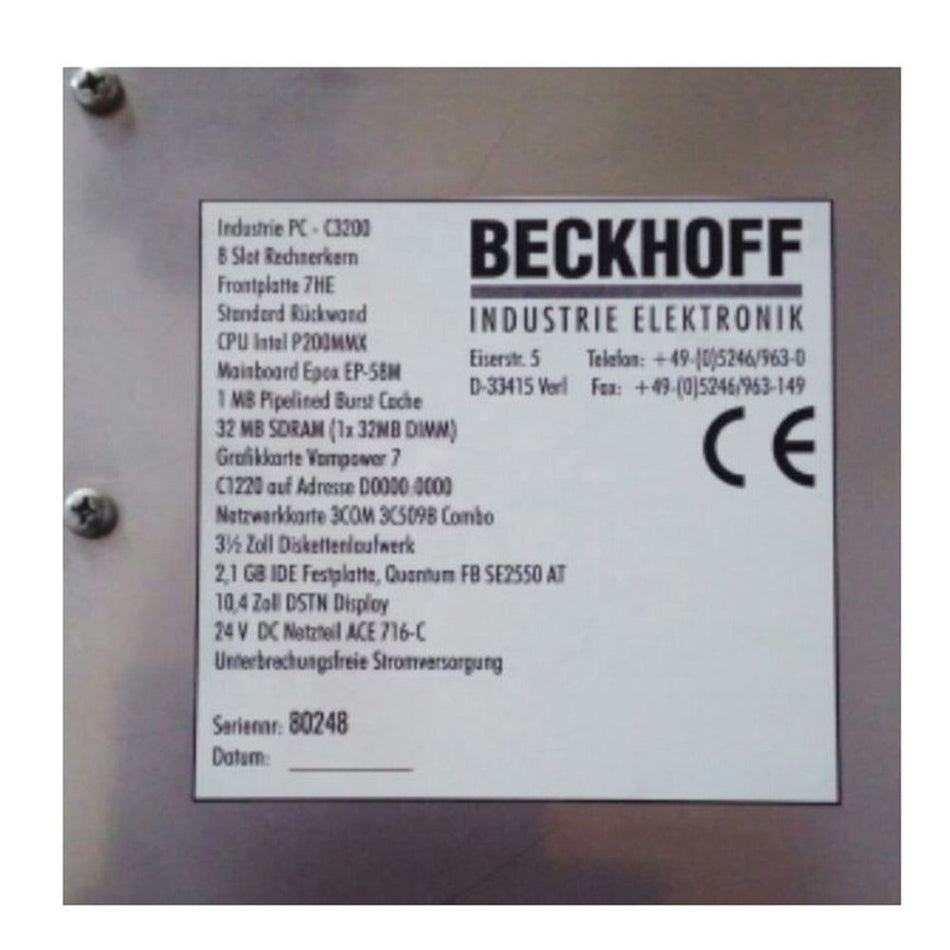 Industrie PC - C3200
8 Slot Rechnerkern
Frontplatte 7HE
Standard Rückwand
CPU Intel P200MMX
Mainboard Epox EP-58M
1 MB Pipelined Burst Cache
32 MB SDRAM (1x 32MB DIMM)
Grafikkarte Vampower 7
C1220 auf Adresse D0000:0000
Netzwerkkarte 3COM 3C509B Combo
3½ Zoll Diskettenlaufwerk
2,1 GB IDE Festplatte, Quantum FB SE2550 AT
10,4 Zoll DSTN Display
24 V DC Netzteil ACE 716-C
Unterbrechungsfreie Stromversorgung
Seriennr: 80248
Datum:
BECKHOFF
INDUSTRIE ELEKTRONIK
Eiserstr. 5 Telefon: +49-(0)5246/963-0
D-33415 Verl Fax: +49-(0)5246/963-149
CE